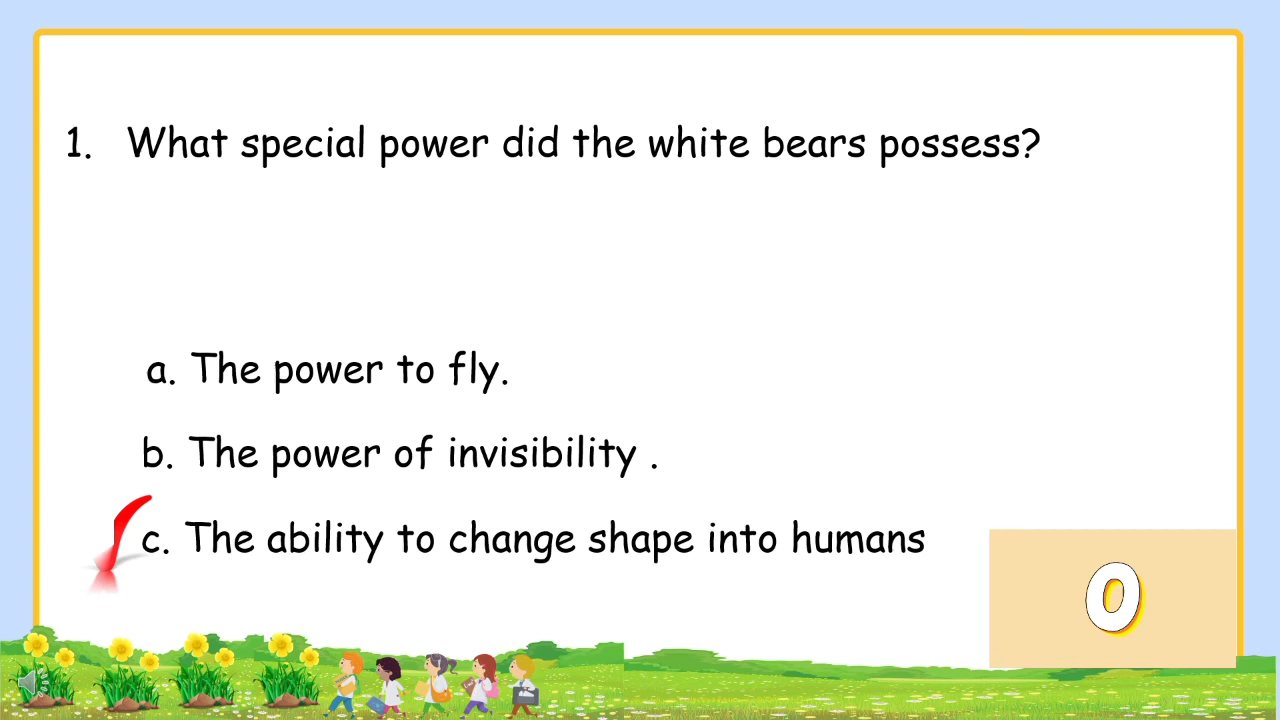 1. What special power did the white bears possess?
a. The power to fly.
b. The power of invisibility .
c. The ability to change shape into humans
0